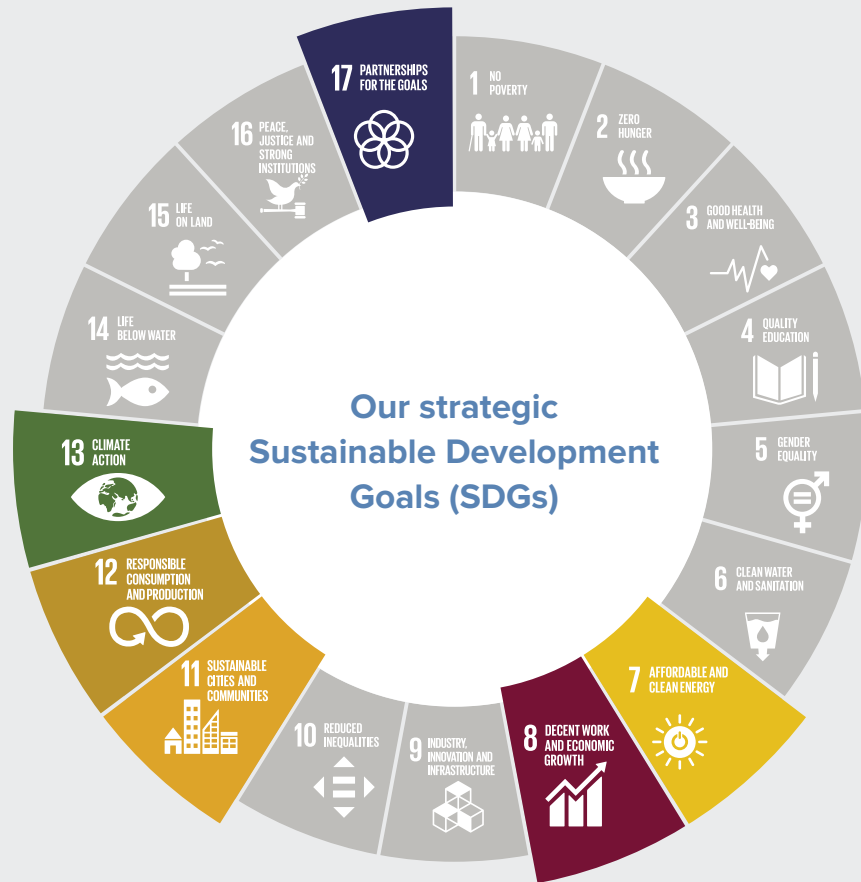 17 PARTNERSHIPS
FOR THE GOALS
1 NO
POVERTY
2 ZERO
HUNGER
3 GOOD HEALTH
AND WELL-BEING
4 QUALITY
EDUCATION
5 GENDER
EQUALITY
6 CLEAN WATER
AND SANITATION
7 AFFORDABLE AND
CLEAN ENERGY
8 DECENT WORK
AND ECONOMIC
GROWTH
9 INDUSTRY,
INNOVATION AND
INFRASTRUCTURE
10 REDUCED
INEQUALITIES
11 SUSTAINABLE
CITIES AND
COMMUNITIES
12 RESPONSIBLE
CONSUMPTION
AND PRODUCTION
13 CLIMATE
ACTION
14 LIFE
BELOW WATER
15 LIFE
ON LAND
16 PEACE,
JUSTICE AND
STRONG
INSTITUTIONS
Our strategic
Sustainable Development
Goals (SDGs)